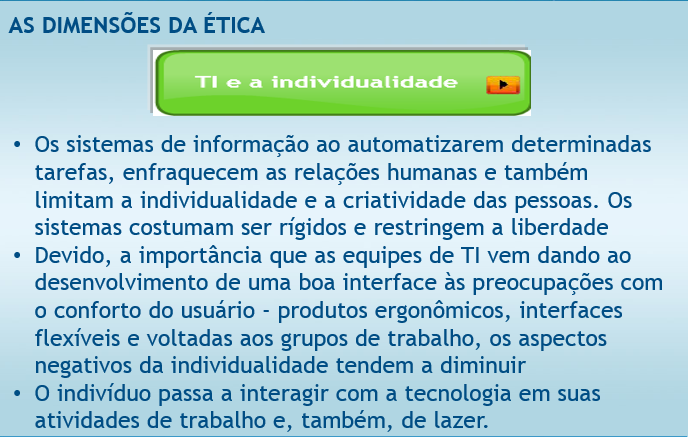 AS DIMENSÕES DA ÉTICA
TI e a individualidade
• Os sistemas de informação ao automatizarem determinadas
tarefas, enfraquecem as relações humanas e também
limitam a individualidade e a criatividade das pessoas. Os
sistemas costumam ser rígidos e restringem a liberdade
• Devido, a importância que as equipes de TI vem dando ao
desenvolvimento de uma boa interface às preocupações com
o conforto do usuário - produtos ergonômicos, interfaces
flexíveis e voltadas aos grupos de trabalho, os aspectos
negativos da individualidade tendem a diminuir
• O indivíduo passa a interagir com a tecnologia em suas
atividades de trabalho e, também, de lazer.